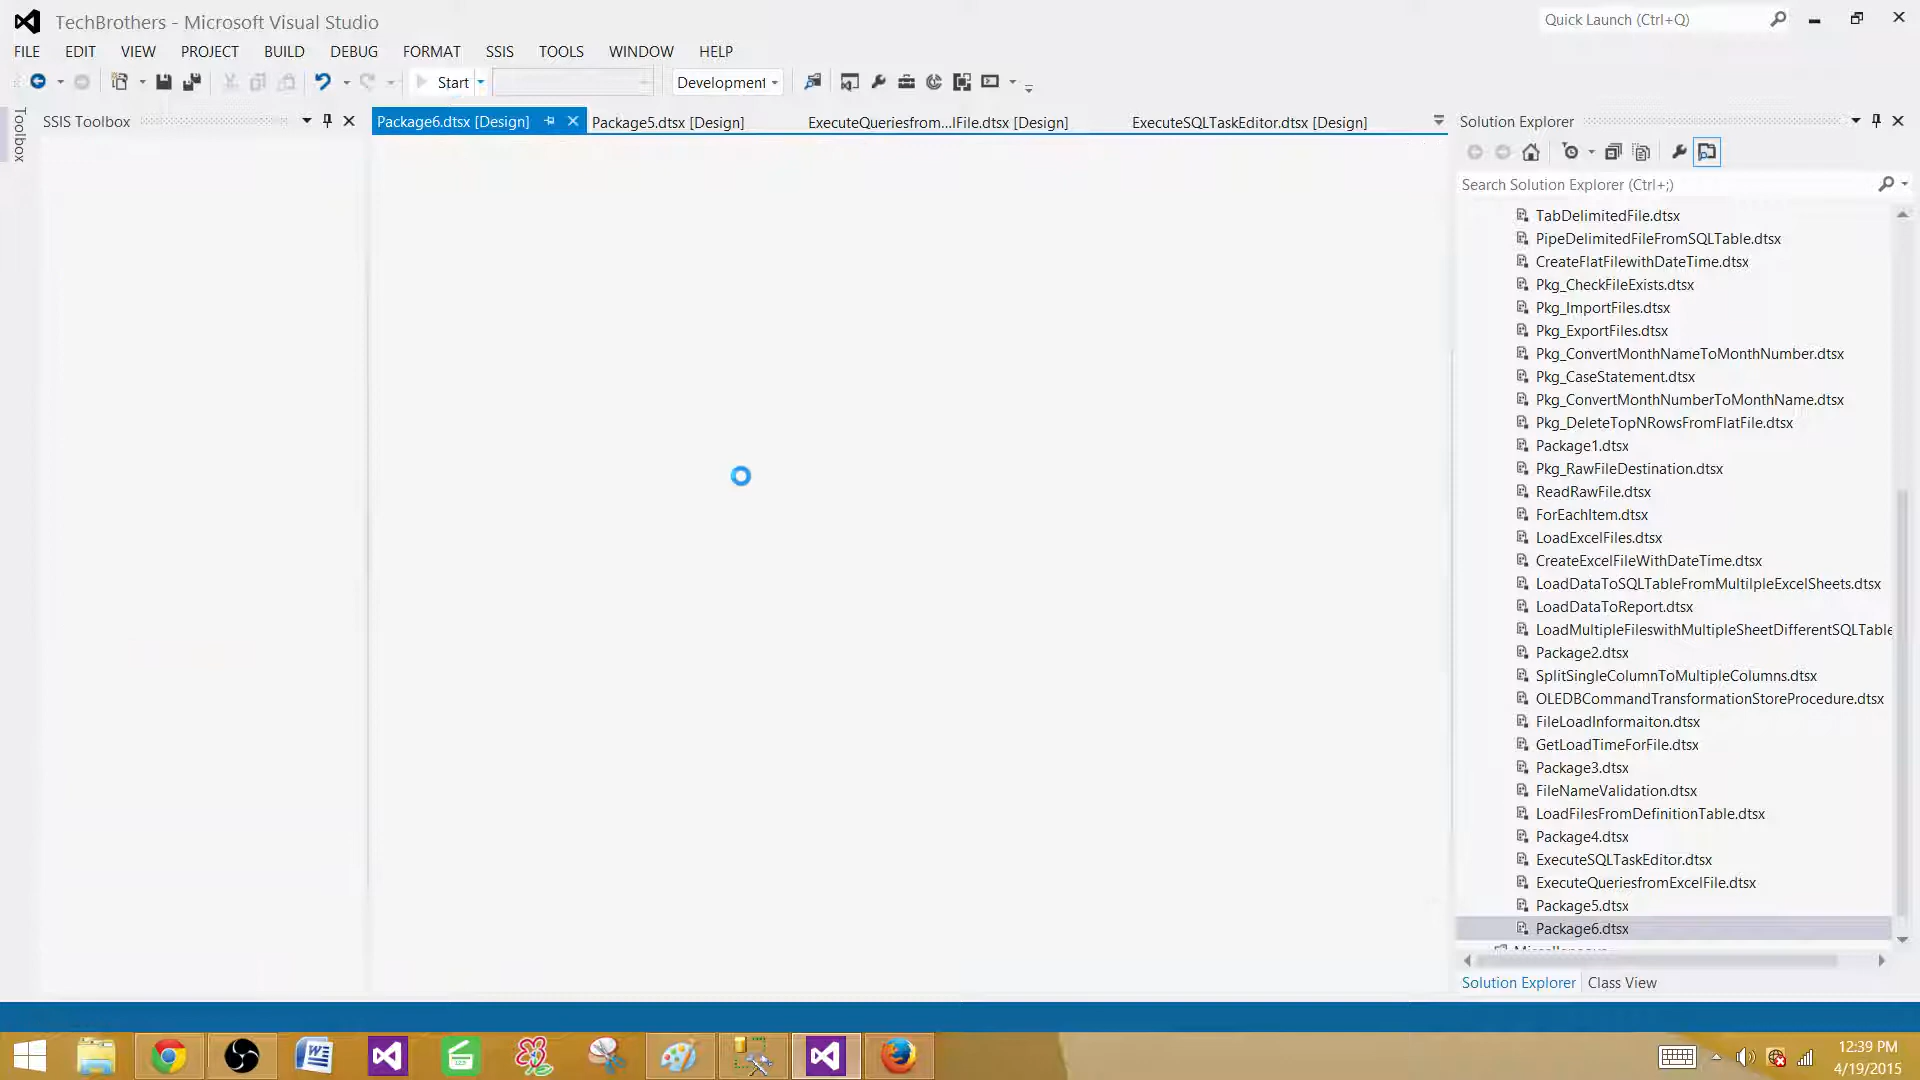 TechBrothers - Microsoft Visual Studio
Quick Launch (Ctrl+Q)
FILE EDIT VIEW PROJECT BUILD DEBUG FORMAT SSIS TOOLS WINDOW HELP
Start Development
Toolbox
SSIS Toolbox
Package6.dtsx [Design] Package5.dtsx [Design] ExecuteQueriesfrom...lFile.dtsx [Design] ExecuteSQLTaskEditor.dtsx [Design]
Solution Explorer
Search Solution Explorer (Ctrl+;)
TabDelimitedFile.dtsx
PipeDelimitedFileFromSQLTable.dtsx
CreateFlatFilewithDateTime.dtsx
Pkg_CheckFileExists.dtsx
Pkg_ImportFiles.dtsx
Pkg_ExportFiles.dtsx
Pkg_ConvertMonthNameToMonthNumber.dtsx
Pkg_CaseStatement.dtsx
Pkg_ConvertMonthNumberToMonthName.dtsx
Pkg_DeleteTopNRowsFromFlatFile.dtsx
Package1.dtsx
Pkg_RawFileDestination.dtsx
ReadRawFile.dtsx
ForEachItem.dtsx
LoadExcelFiles.dtsx
CreateExcelFileWithDateTime.dtsx
LoadDataToSQLTableFromMultilpleExcelSheets.dtsx
LoadDataToReport.dtsx
LoadMultipleFileswithMultipleSheetDifferentSQLTable
Package2.dtsx
SplitSingleColumnToMultipleColumns.dtsx
OLEDBCommandTransformationStoreProcedure.dtsx
FileLoadInformaiton.dtsx
GetLoadTimeForFile.dtsx
Package3.dtsx
FileNameValidation.dtsx
LoadFilesFromDefinitionTable.dtsx
Package4.dtsx
ExecuteSQLTaskEditor.dtsx
ExecuteQueriesfromExcelFile.dtsx
Package5.dtsx
Package6.dtsx
Solution Explorer Class View
12:39 PM
4/19/2015